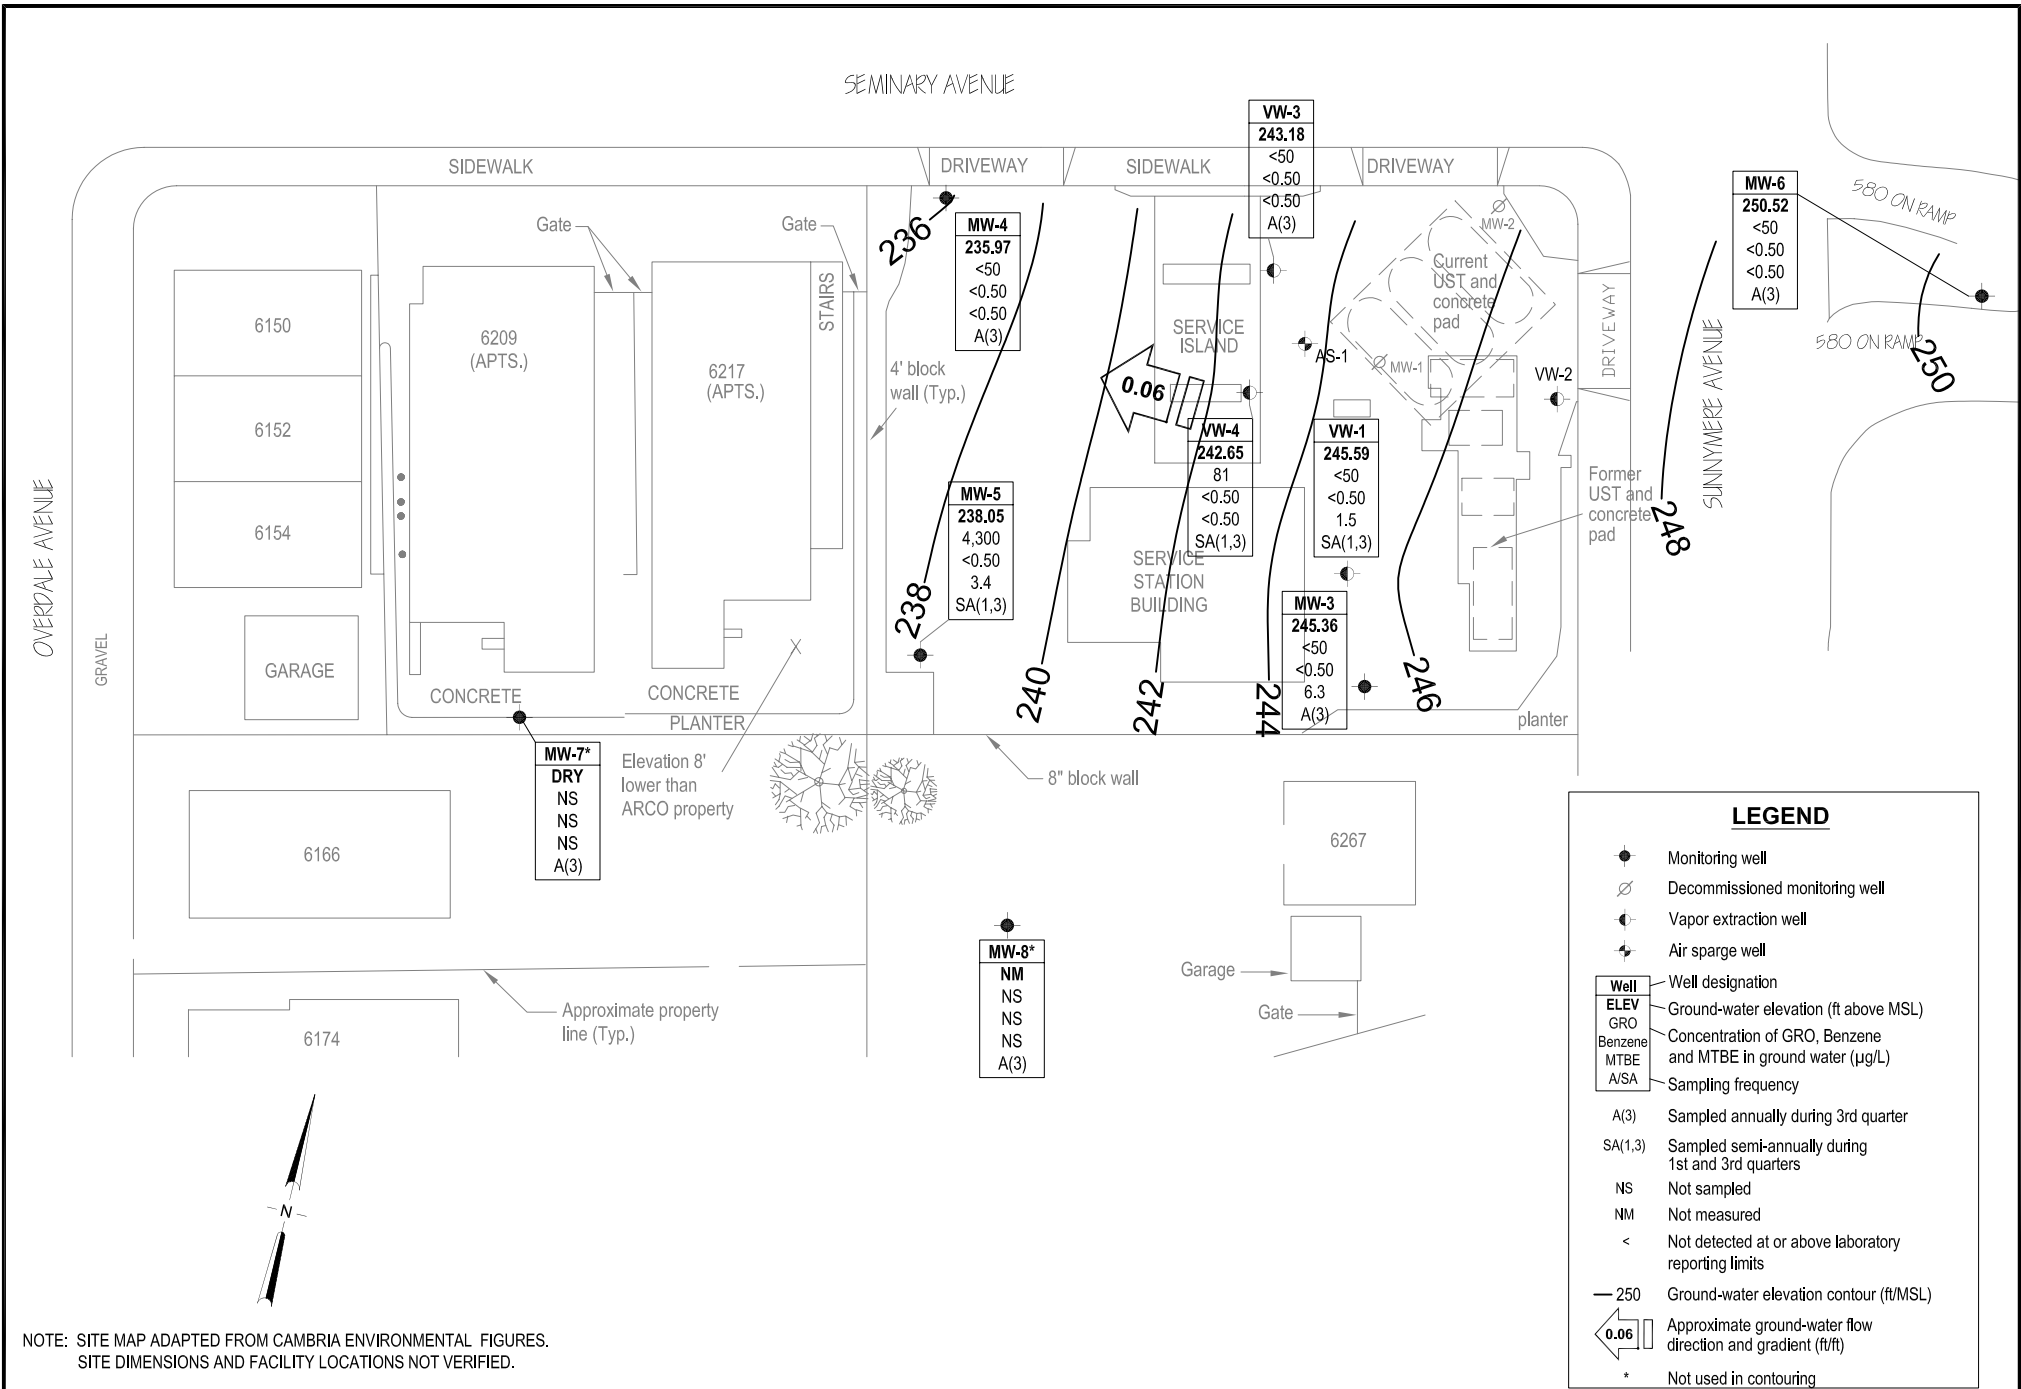 SEMINARY AVENUE
SIDEWALK
DRIVEWAY
SIDEWALK
DRIVEWAY
VW-3
243.18
<50
<0.50
<0.50
A(3)
MW-6
250.52
<50
<0.50
<0.50
A(3)
580 ON RAMP
580 ON RAMP
250
Gate
Gate
236
MW-4
235.97
<50
<0.50
<0.50
A(3)
MW-2
Current
UST and
concrete
pad
STAIRS
DRIVEWAY
6150
6209
(APTS.)
6217
(APTS.)
4' block
wall (Typ.)
SERVICE
ISLAND
0.06
AS-1
MW-1
VW-2
SUNNYMERE AVENUE
6152
6154
VW-4
242.65
81
<0.50
<0.50
SA(1,3)
VW-1
245.59
<50
<0.50
1.5
SA(1,3)
Former
UST and
concrete
pad
248
MW-5
238.05
4,300
<0.50
3.4
SA(1,3)
SERVICE
STATION
BUILDING
OVERDALE AVENUE
GRAVEL
238
MW-3
245.36
<50
<0.50
6.3
A(3)
GARAGE
CONCRETE
CONCRETE
PLANTER
240
242
244
246
planter
MW-7*
DRY
NS
NS
NS
A(3)
Elevation 8'
lower than
ARCO property
8" block wall
6166
6267
MW-8*
NM
NS
NS
NS
A(3)
Garage
Gate
Approximate property
line (Typ.)
6174
N
LEGEND
Monitoring well
Decommissioned monitoring well
Vapor extraction well
Air sparge well
Well
ELEV
GRO
Benzene
MTBE
A/SA
Well designation
Ground-water elevation (ft above MSL)
Concentration of GRO, Benzene
and MTBE in ground water (µg/L)
Sampling frequency
A(3) Sampled annually during 3rd quarter
SA(1,3) Sampled semi-annually during
1st and 3rd quarters
NS Not sampled
NM Not measured
< Not detected at or above laboratory
reporting limits
250 Ground-water elevation contour (ft/MSL)
0.06 Approximate ground-water flow
direction and gradient (ft/ft)
* Not used in contouring
NOTE: SITE MAP ADAPTED FROM CAMBRIA ENVIRONMENTAL FIGURES.
SITE DIMENSIONS AND FACILITY LOCATIONS NOT VERIFIED.